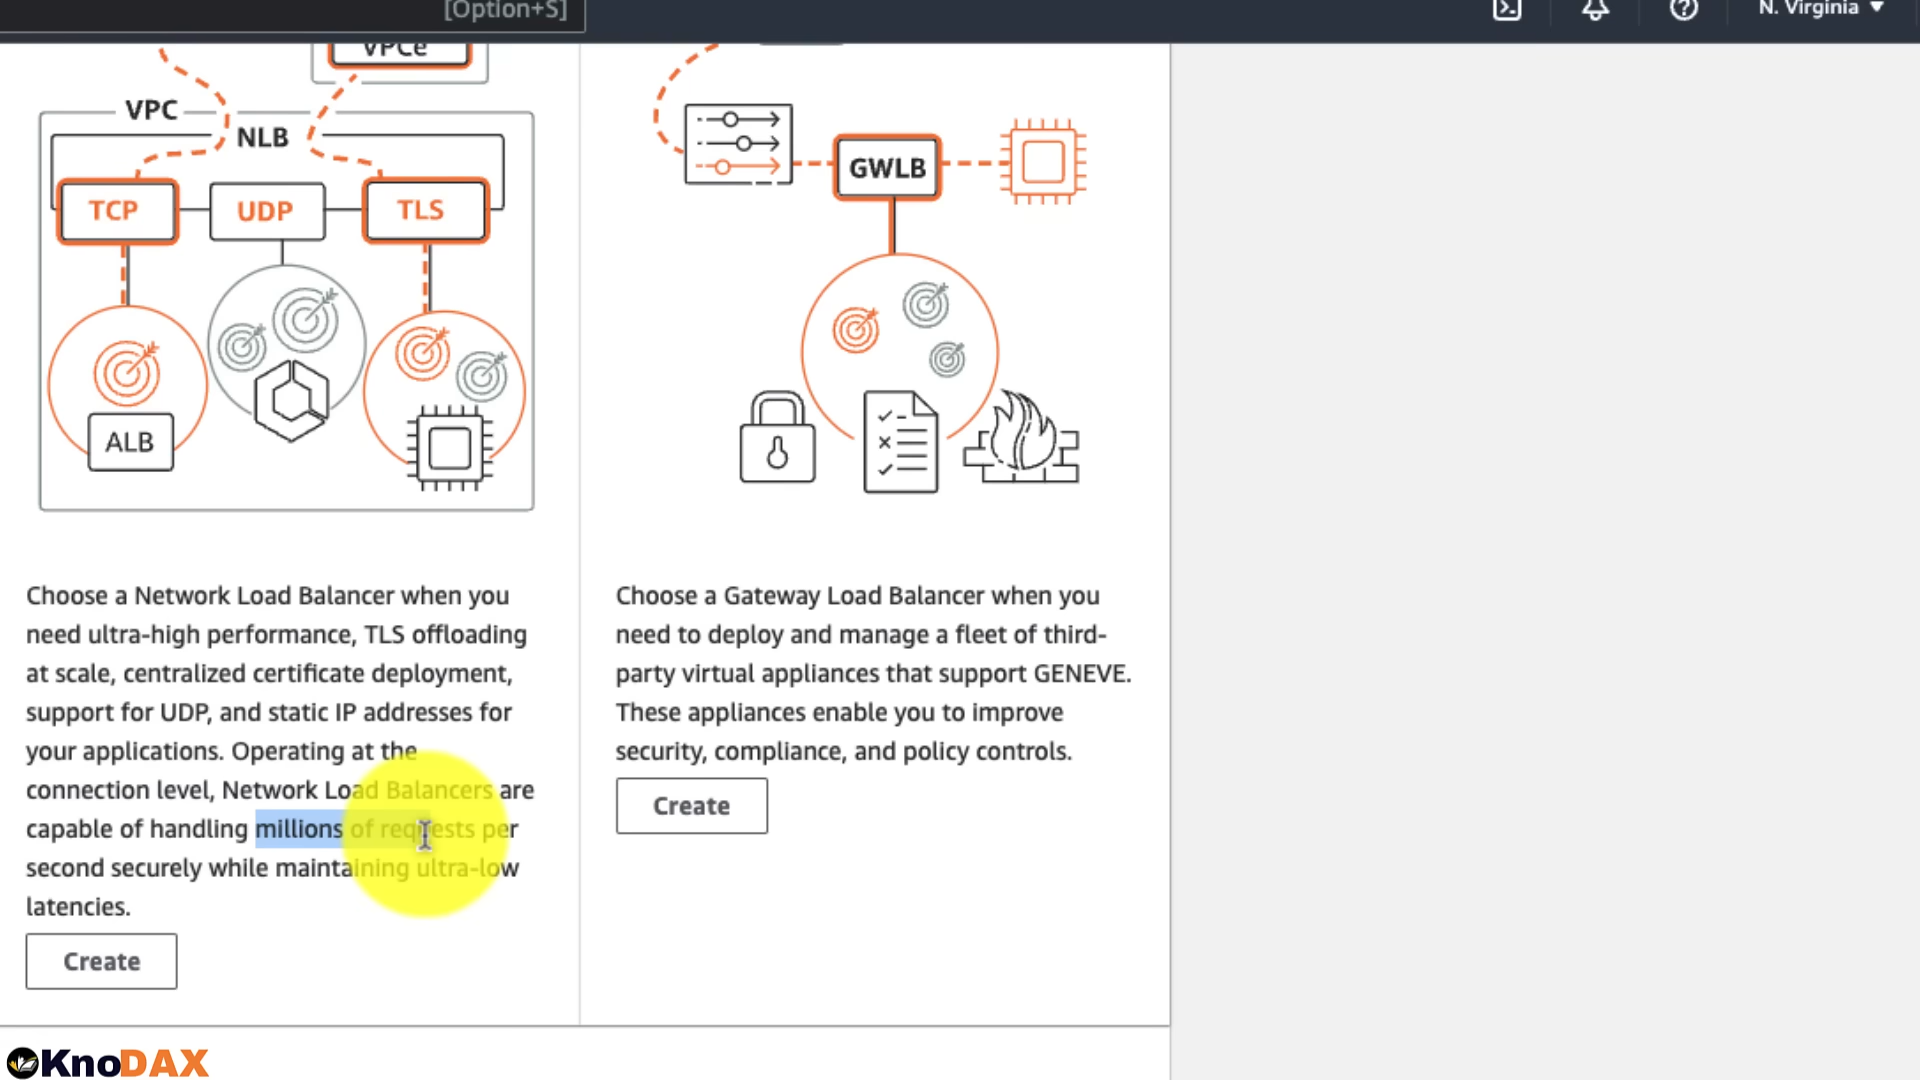 [Option+S]
N. Virginia
VPCe
VPC
NLB
TCP
UDP
TLS
ALB
GWLB
Choose a Network Load Balancer when you
need ultra-high performance, TLS offloading
at scale, centralized certificate deployment,
support for UDP, and static IP addresses for
your applications. Operating at the
connection level, Network Load Balancers are
capable of handling millions of requests per
second securely while maintaining ultra-low
latencies.
Create
Choose a Gateway Load Balancer when you
need to deploy and manage a fleet of third-
party virtual appliances that support GENEVE.
These appliances enable you to improve
security, compliance, and policy controls.
Create
KnoDAX